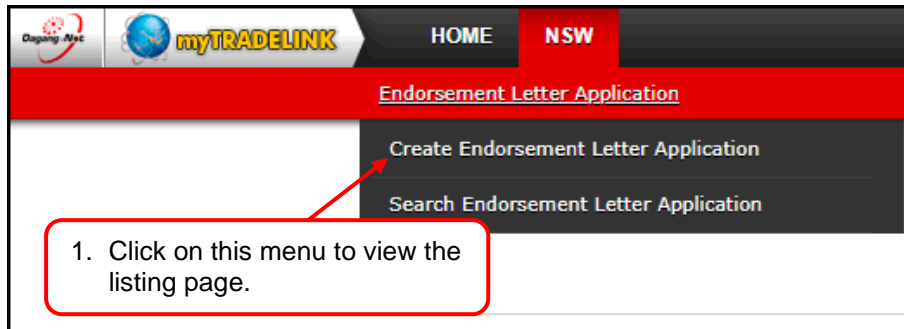 Dagang Net
myTRADELINK
HOME NSW
Endorsement Letter Application
Create Endorsement Letter Application
Search Endorsement Letter Application
1. Click on this menu to view the
listing page.